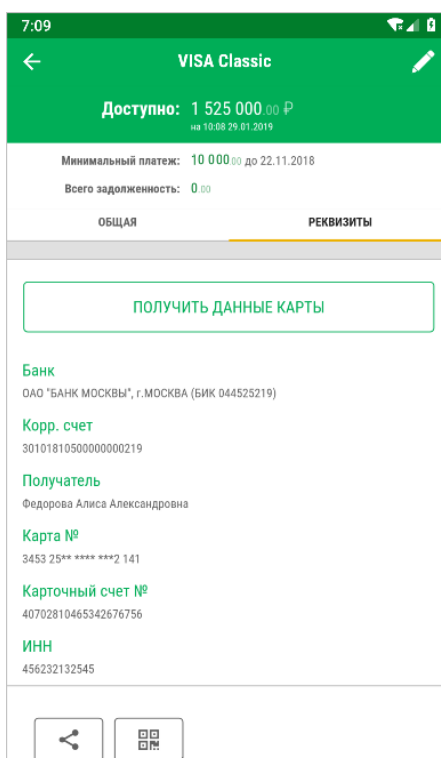 7:09
VISA Classic
Доступно: 1 525 000.00 ₽
на 10:08 29.01.2019
Минимальный платеж: 10 000.00 до 22.11.2018
Всего задолженность: 0.00
ОБЩАЯ РЕКВИЗИТЫ
ПОЛУЧИТЬ ДАННЫЕ КАРТЫ
Банк
ОАО "БАНК МОСКВЫ", г.МОСКВА (БИК 044525219)
Корр. счет
30101810500000000219
Получатель
Федорова Алиса Александровна
Карта №
3453 25** **** ***2 141
Карточный счет №
40702810465342676756
ИНН
456232132545